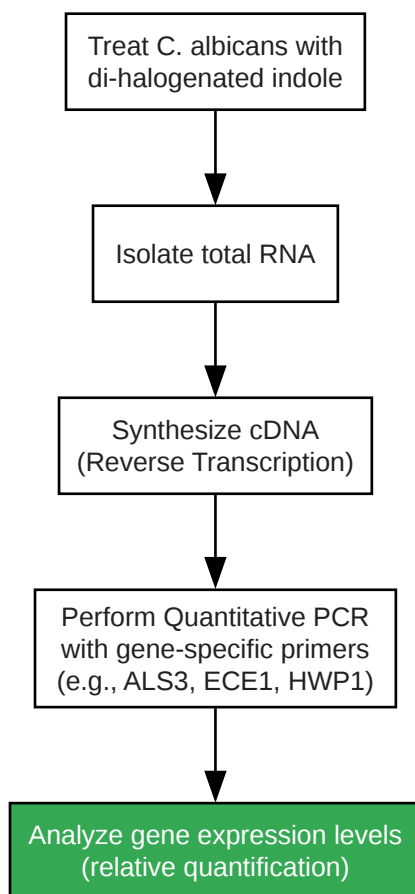 Treat C. albicans with
di-halogenated indole
Isolate total RNA
Synthesize cDNA
(Reverse Transcription)
Perform Quantitative PCR
with gene-specific primers
(e.g., ALS3, ECE1, HWP1)
Analyze gene expression levels
(relative quantification)